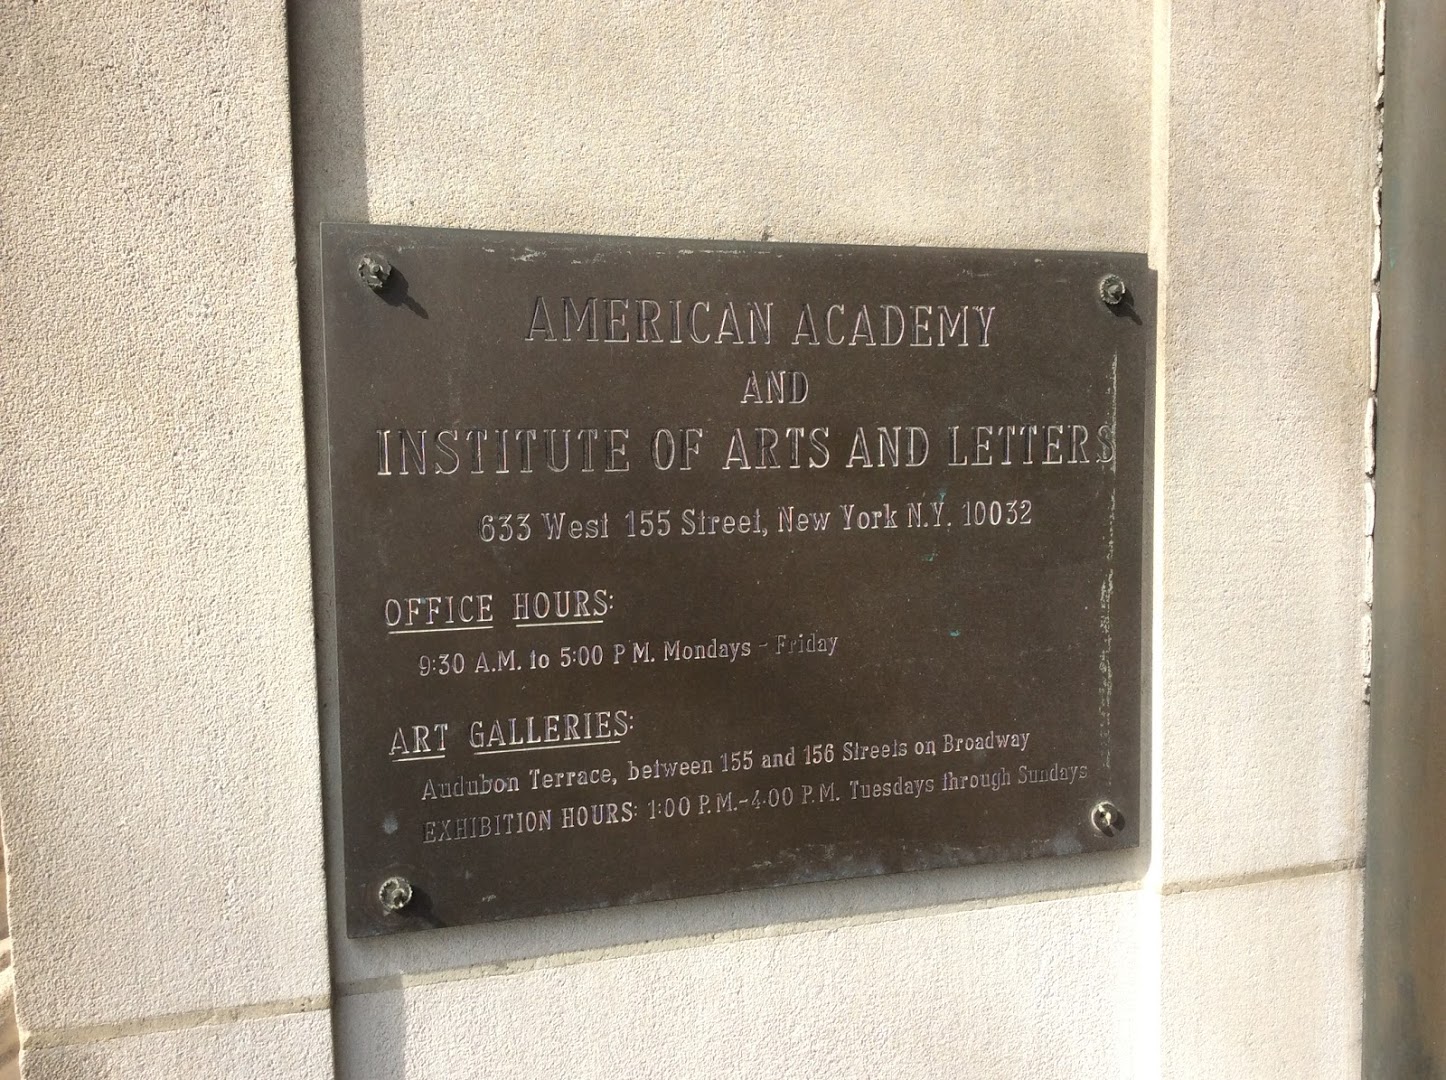 AMERICAN ACADEMY
AND
INSTITUTE OF ARTS AND LETTERS
633 West 155 Street, New York N.Y. 10032
OFFICE HOURS:
9:30 A.M. to 5:00 P.M. Mondays - Friday
ART GALLERIES:
Audubon Terrace, between 155 and 156 Streets on Broadway
EXHIBITION HOURS: 1:00 P.M.-4:00 P.M. Tuesdays through Sundays